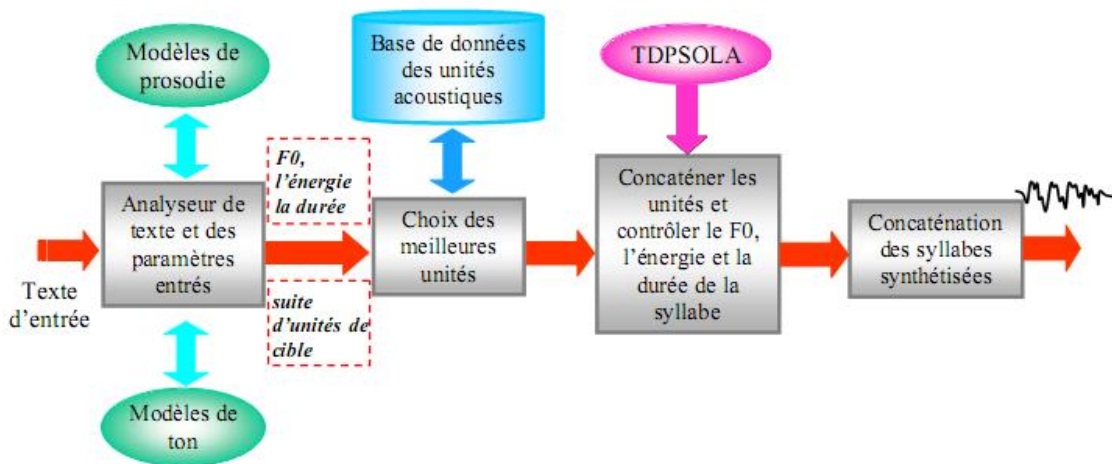 Modèles de
prosodie
Base de données
des unités
acoustiques
TDPSOLA
F0,
l'énergie
la durée
Texte
d'entrée
Analyseur de
texte et des
paramètres
entrés
Choix des
meilleures
unités
Concaténer les
unités et
contrôler le F0,
l'énergie et la
durée de la
syllabe
Concaténation
des syllabes
synthétisées
suite
d'unités de
cible
Modèles de
ton